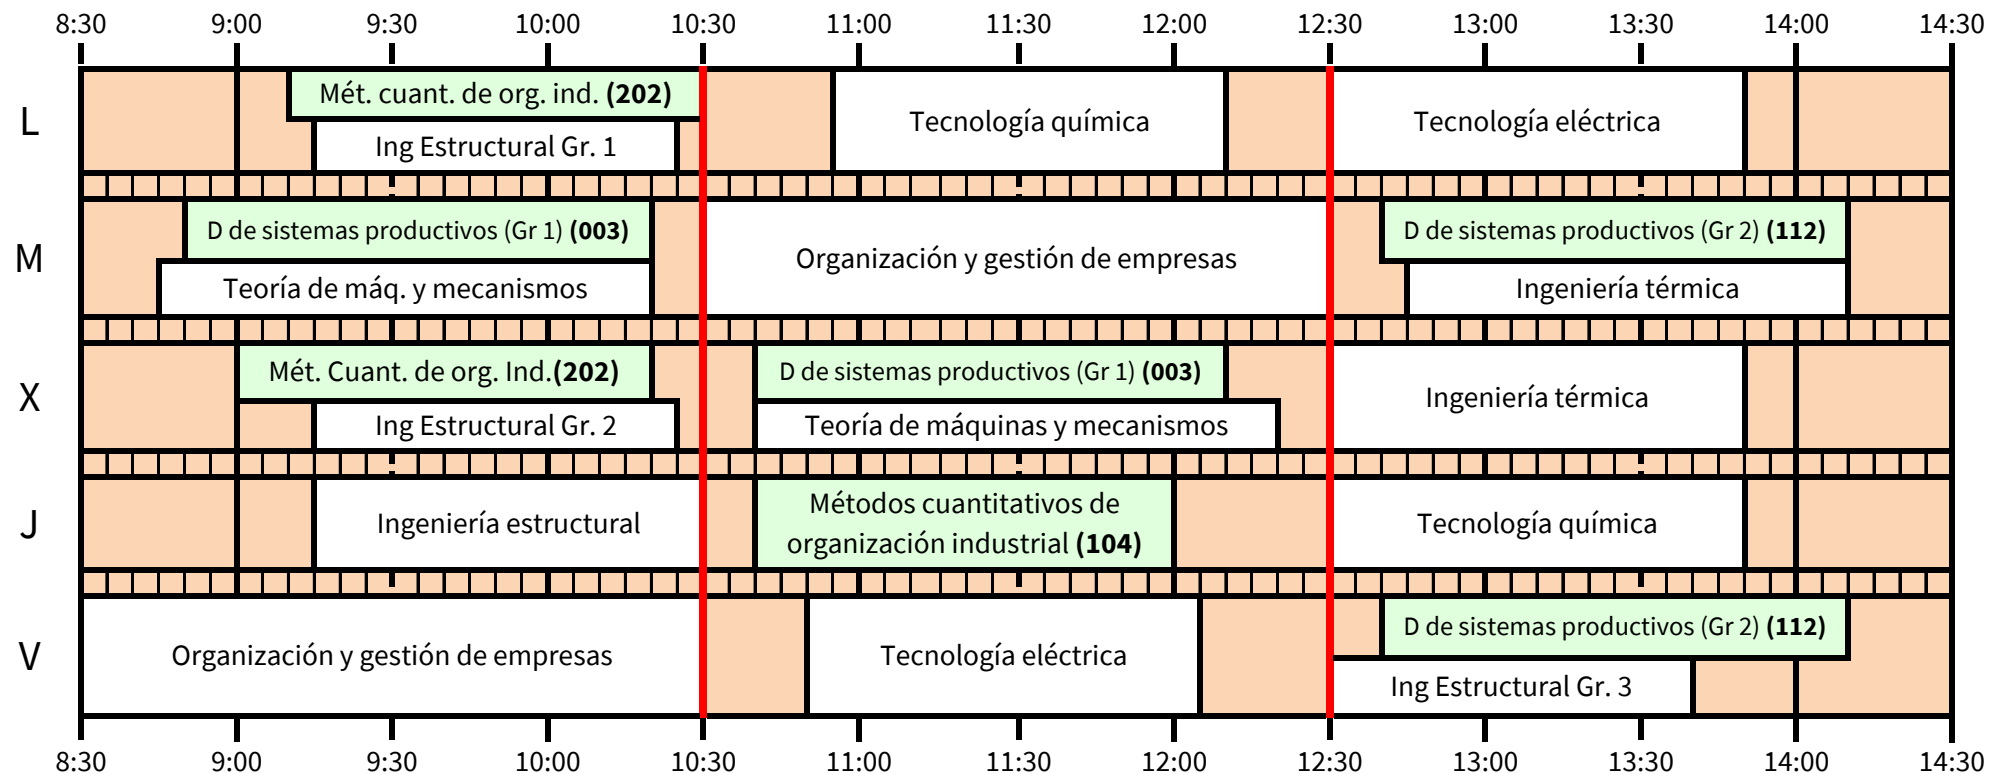 8:30 9:00 9:30 10:00 10:30 11:00 11:30 12:00 12:30 13:00 13:30 14:00 14:30
L
Mét. cuant. de org. ind. (202)
Ing Estructural Gr. 1
Tecnología química
Tecnología eléctrica
M
D de sistemas productivos (Gr 1) (003)
Teoría de máq. y mecanismos
Organización y gestión de empresas
D de sistemas productivos (Gr 2) (112)
Ingeniería térmica
X
Mét. Cuant. de org. Ind.(202)
Ing Estructural Gr. 2
D de sistemas productivos (Gr 1) (003)
Teoría de máquinas y mecanismos
Ingeniería térmica
J
Ingeniería estructural
Métodos cuantitativos de
organización industrial (104)
Tecnología química
V
Organización y gestión de empresas
Tecnología eléctrica
D de sistemas productivos (Gr 2) (112)
Ing Estructural Gr. 3
8:30 9:00 9:30 10:00 10:30 11:00 11:30 12:00 12:30 13:00 13:30 14:00 14:30